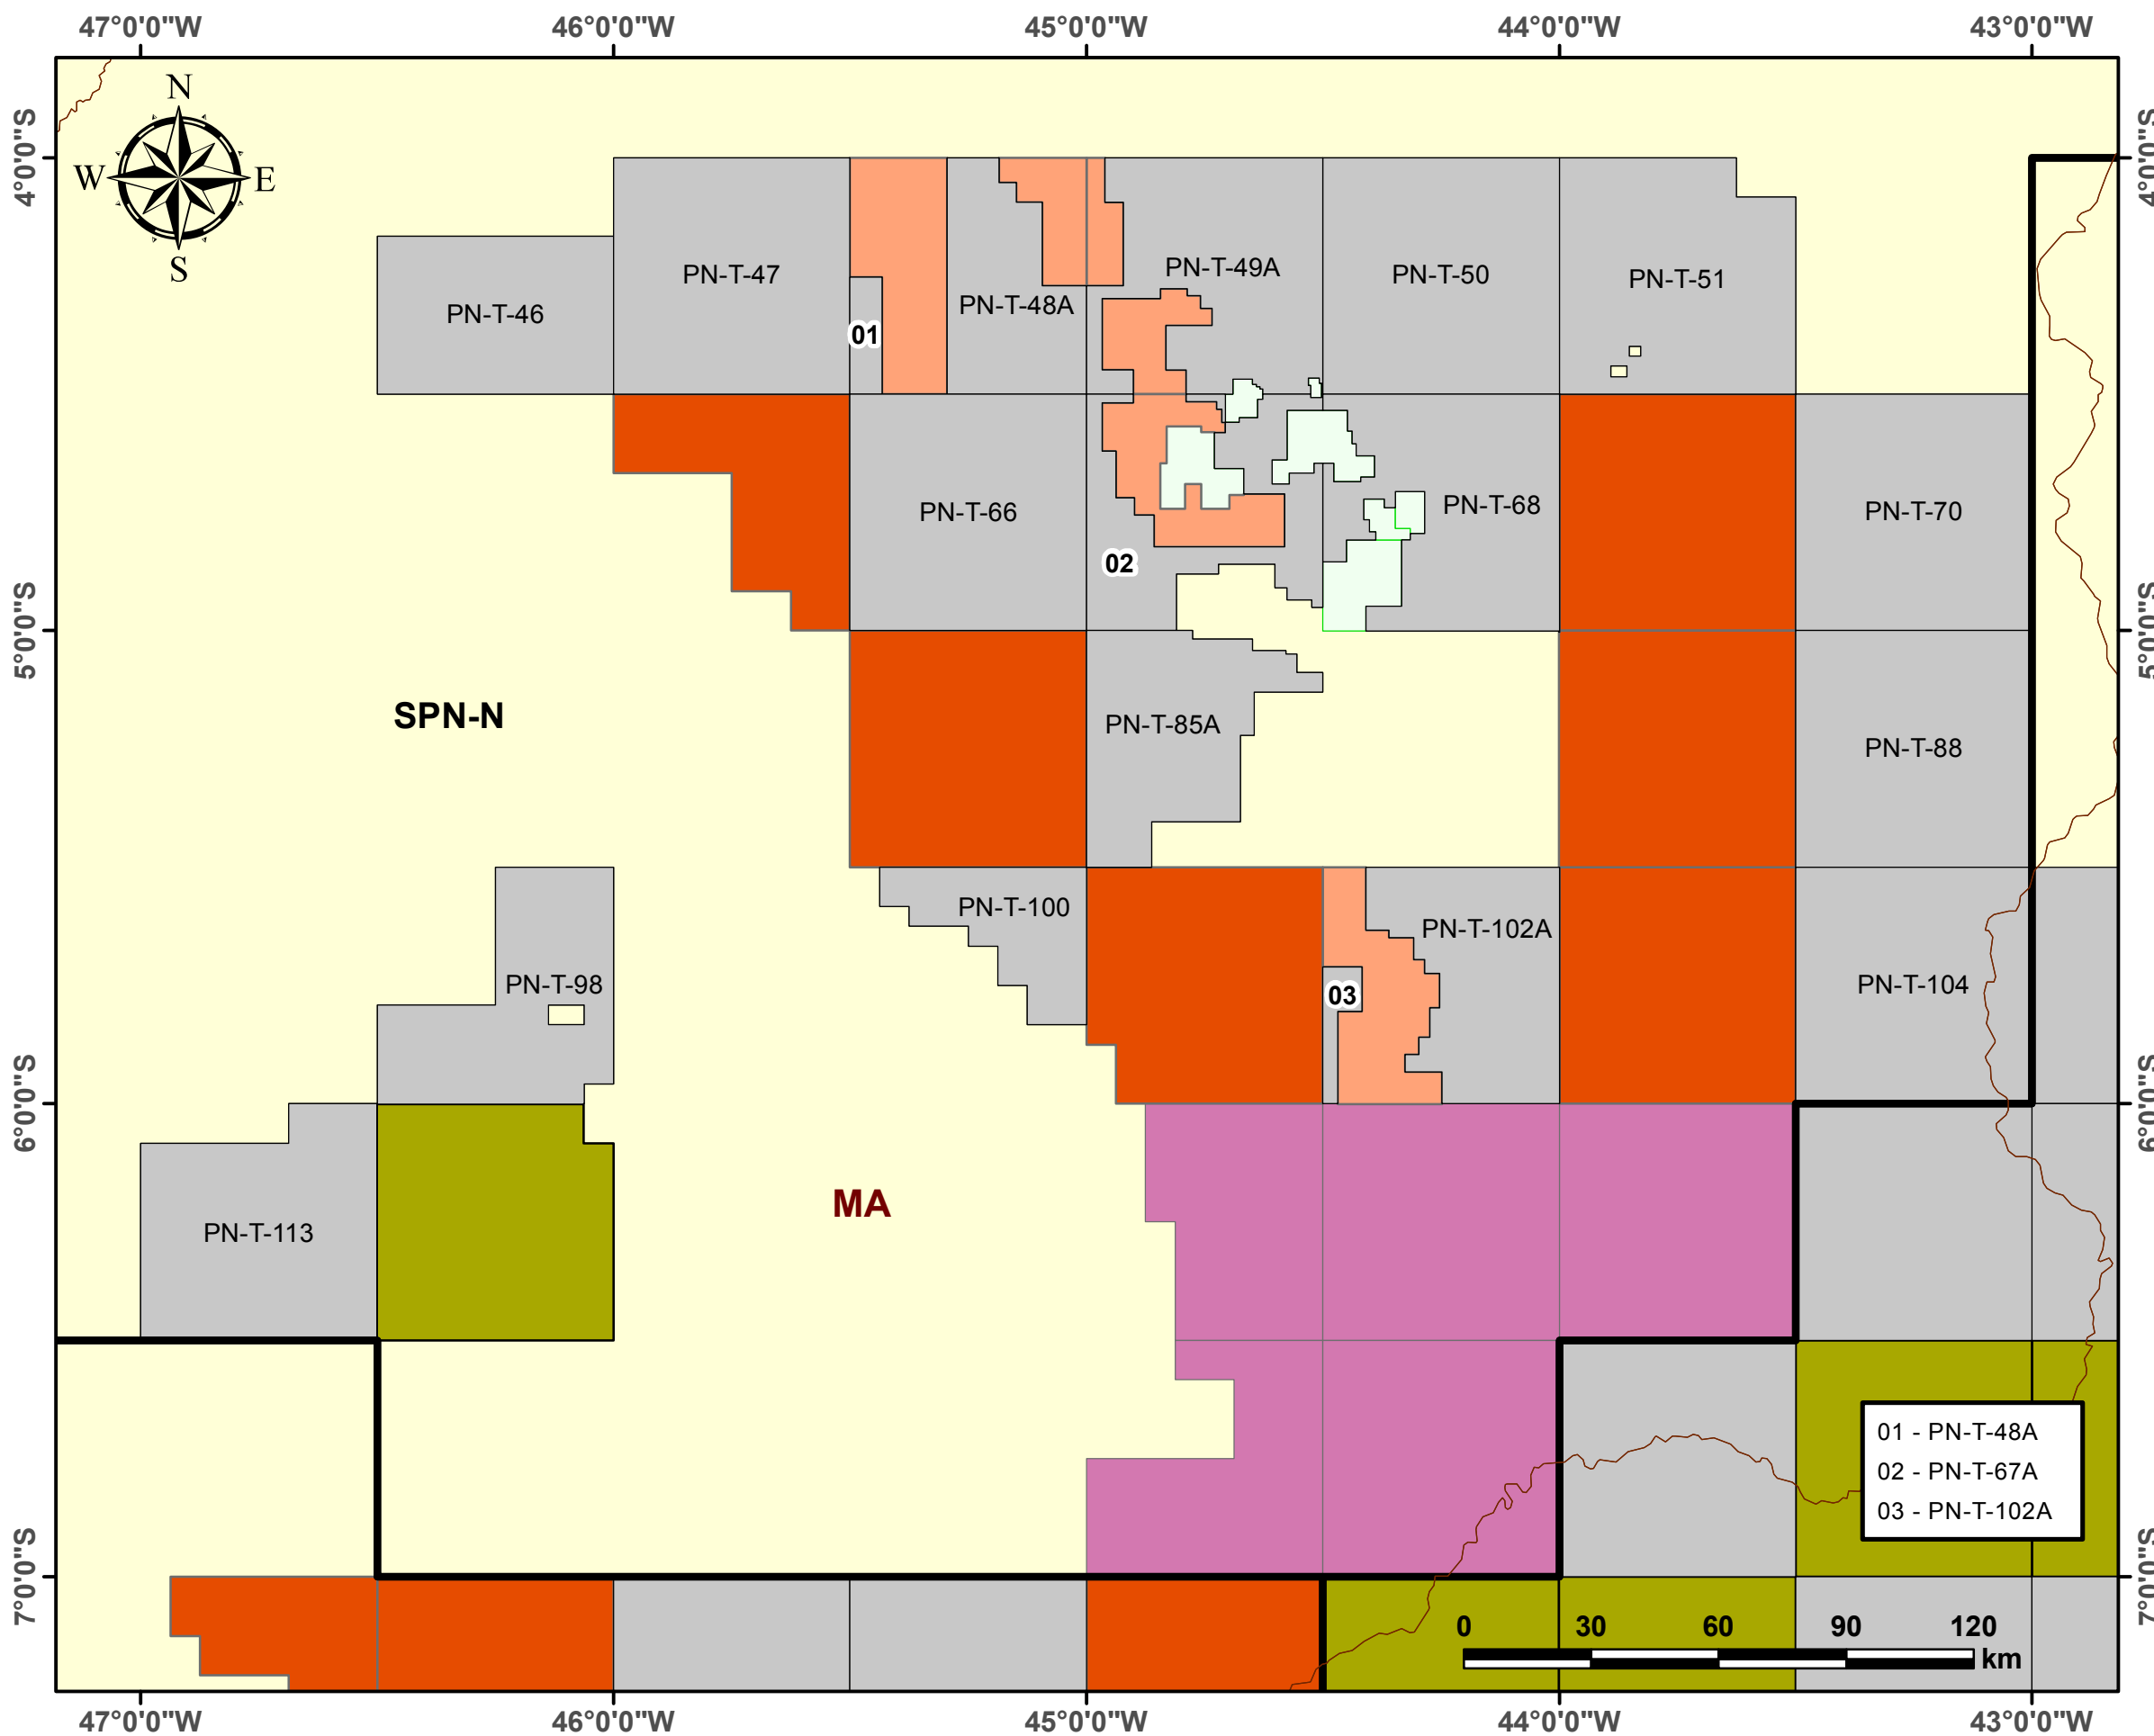 47°0'0"W 46°0'0"W 45°0'0"W 44°0'0"W 43°0'0"W
N
W E
S
4°0'0"S 4°0'0"S
PN-T-46
PN-T-47
01
PN-T-48A
PN-T-49A
PN-T-50
PN-T-51
PN-T-66
02
PN-T-68
PN-T-70
5°0'0"S 5°0'0"S
SPN-N
PN-T-85A
PN-T-88
PN-T-100
PN-T-102A
PN-T-98
03
PN-T-104
6°0'0"S 6°0'0"S
MA
PN-T-113
01 - PN-T-48A
02 - PN-T-67A
03 - PN-T-102A
7°0'0"S 7°0'0"S
0 30 60 90 120
km
47°0'0"W 46°0'0"W 45°0'0"W 44°0'0"W 43°0'0"W